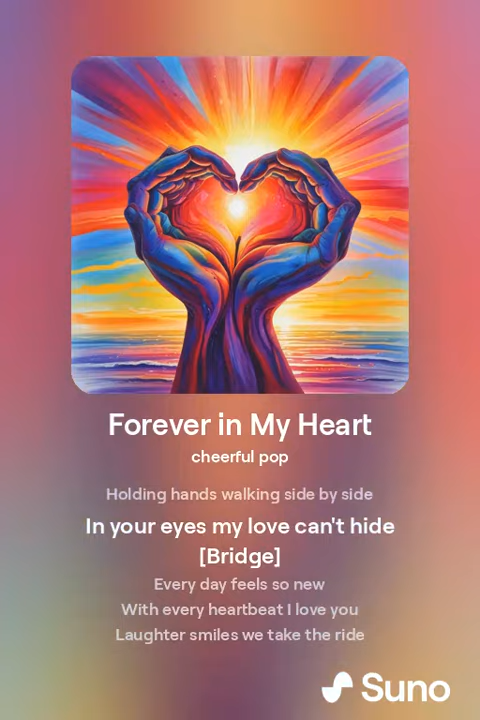 Forever in My Heart
cheerful pop
Holding hands walking side by side
In your eyes my love can't hide
[Bridge]
Every day feels so new
With every heartbeat I love you
Laughter smiles we take the ride
Suno